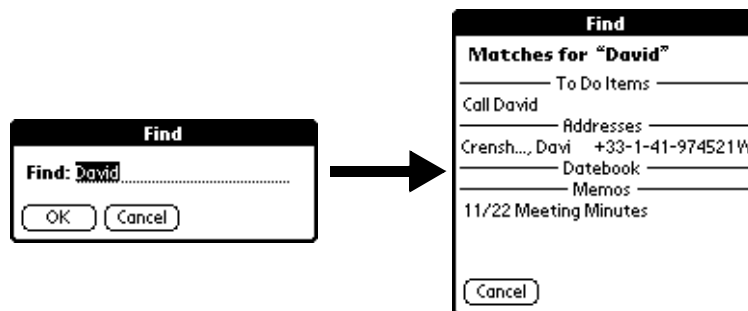 Find
Find: David
OK Cancel
Find
Matches for “David”
To Do Items
Call David
Addresses
Crensh..., Davi +33-1-41-974521W
Datebook
Memos
11/22 Meeting Minutes
Cancel